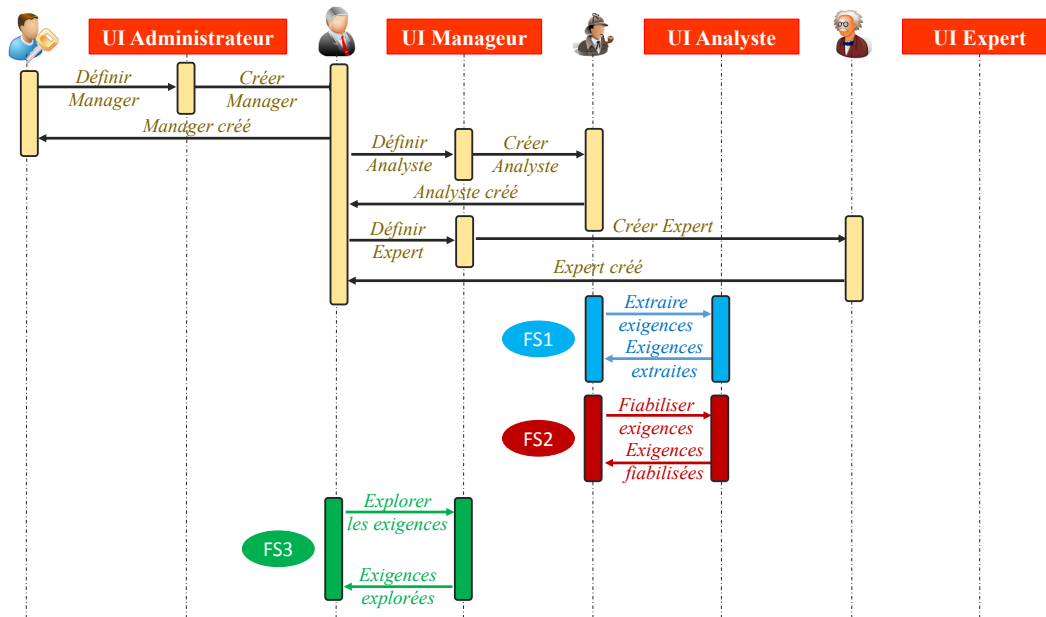 UI Administrateur
UI Manageur
UI Analyste
UI Expert
Définir
Manager
Créer
Manager
Manager créé
Définir
Analyste
Créer
Analyste
Analyste créé
Définir
Expert
Créer Expert
Expert créé
FS1
Extraire
exigences
Exigences
extraites
FS2
Fiabiliser
exigences
Exigences
fiabilisées
FS3
Explorer
les exigences
Exigences
explorées